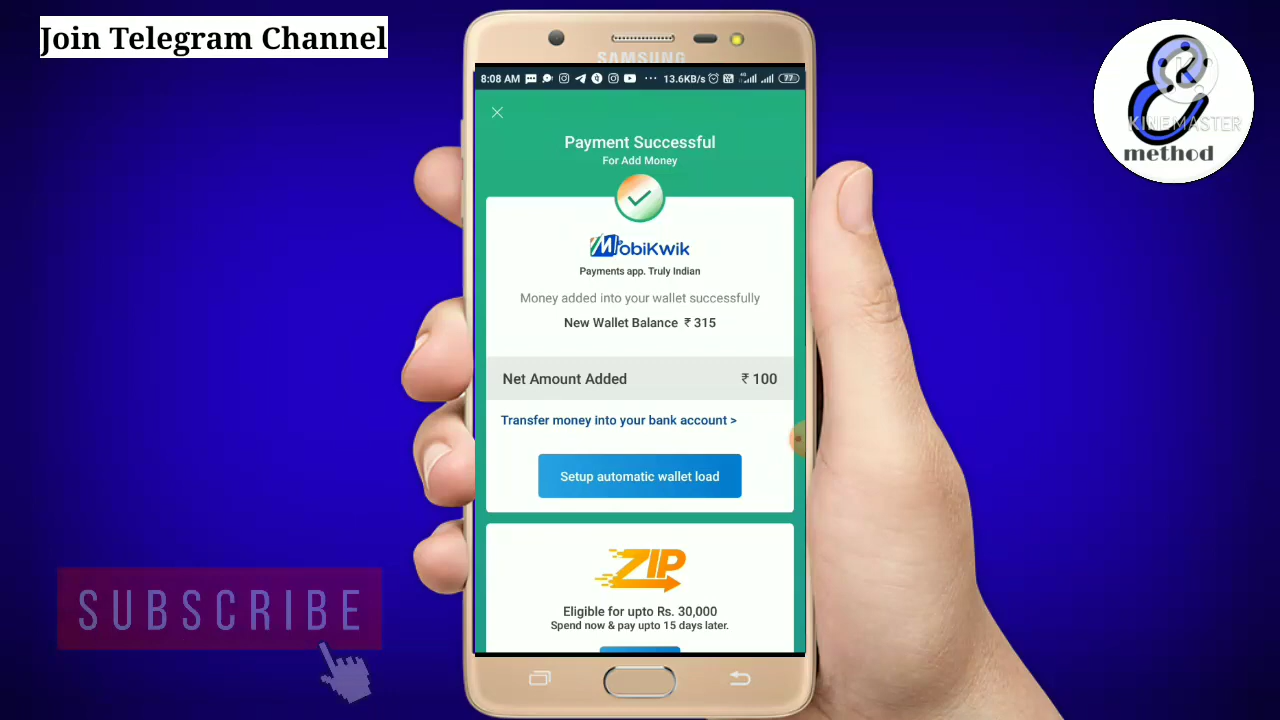 Join Telegram Channel
SAMSUNG
8:08 AM
13.6KB/s
4G
77
Payment Successful
For Add Money
MobiKwik
Payments app. Truly Indian
Money added into your wallet successfully
New Wallet Balance ₹ 315
Net Amount Added ₹ 100
Transfer money into your bank account >
Setup automatic wallet load
ZIP
Eligible for upto Rs. 30,000
Spend now & pay upto 15 days later.
K
KINEMASTER
method
SUBSCRIBE